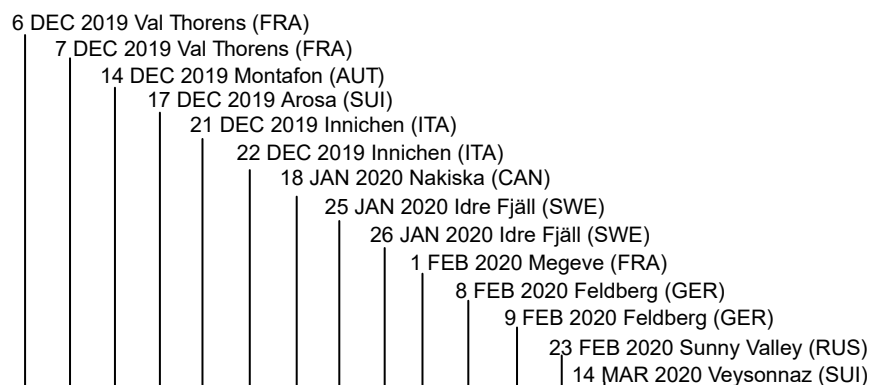 6 DEC 2019 Val Thorens (FRA)
7 DEC 2019 Val Thorens (FRA)
14 DEC 2019 Montafon (AUT)
17 DEC 2019 Arosa (SUI)
21 DEC 2019 Innichen (ITA)
22 DEC 2019 Innichen (ITA)
18 JAN 2020 Nakiska (CAN)
25 JAN 2020 Idre Fjäll (SWE)
26 JAN 2020 Idre Fjäll (SWE)
1 FEB 2020 Megeve (FRA)
8 FEB 2020 Feldberg (GER)
9 FEB 2020 Feldberg (GER)
23 FEB 2020 Sunny Valley (RUS)
14 MAR 2020 Veysonnaz (SUI)